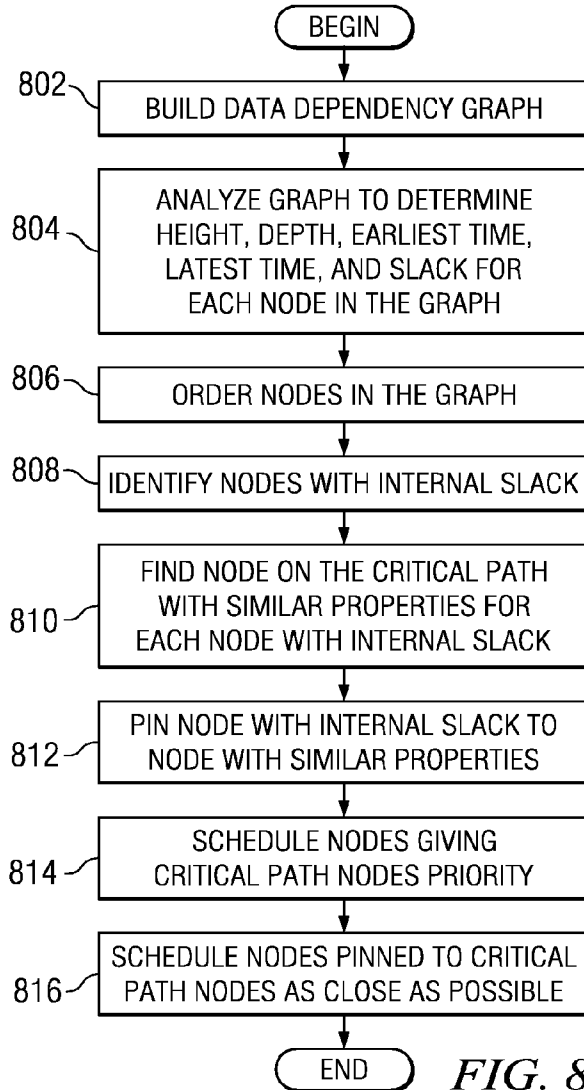 BEGIN
802
BUILD DATA DEPENDENCY GRAPH
804
ANALYZE GRAPH TO DETERMINE
HEIGHT, DEPTH, EARLIEST TIME,
LATEST TIME, AND SLACK FOR
EACH NODE IN THE GRAPH
806
ORDER NODES IN THE GRAPH
808
IDENTIFY NODES WITH INTERNAL SLACK
810
FIND NODE ON THE CRITICAL PATH
WITH SIMILAR PROPERTIES FOR
EACH NODE WITH INTERNAL SLACK
812
PIN NODE WITH INTERNAL SLACK TO
NODE WITH SIMILAR PROPERTIES
814
SCHEDULE NODES GIVING
CRITICAL PATH NODES PRIORITY
816
SCHEDULE NODES PINNED TO CRITICAL
PATH NODES AS CLOSE AS POSSIBLE
END
FIG. 8